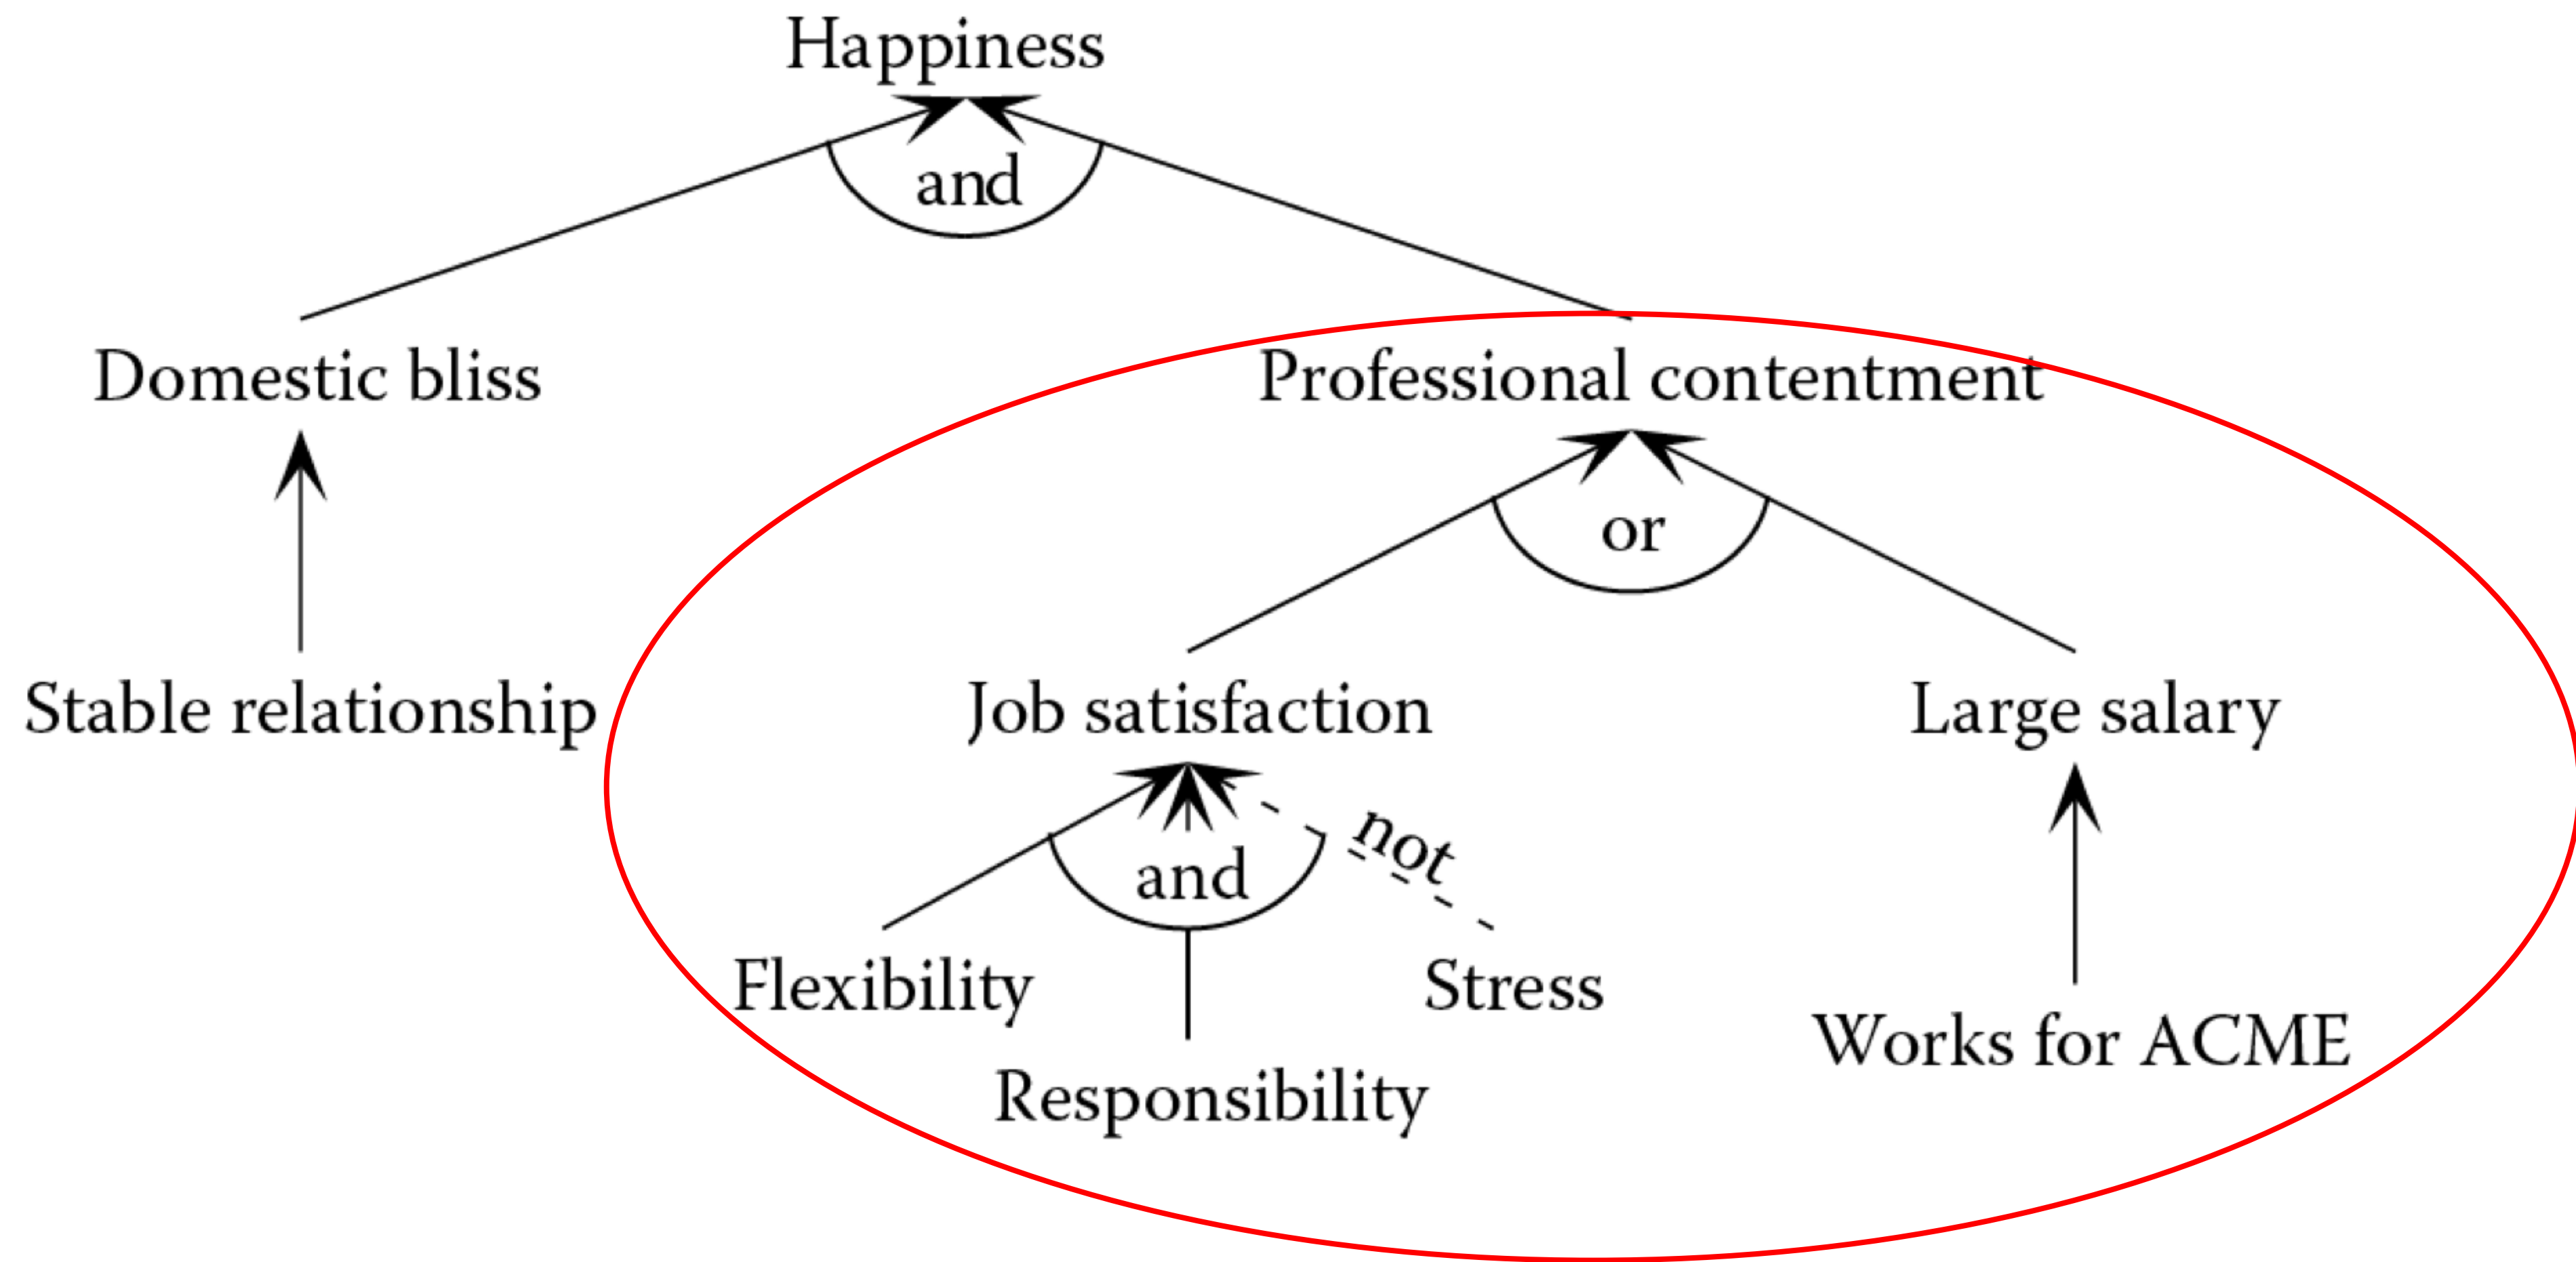 Happiness
and
Domestic bliss
Professional contentment
or
Stable relationship
Job satisfaction
Large salary
not
and
Flexibility
Stress
Works for ACME
Responsibility